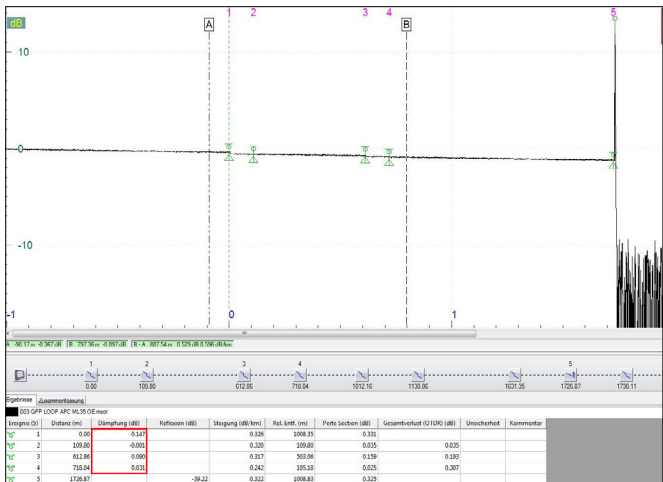 dB
A
B
1 2 3 4 5
10
-0
-10
-1 0 1
A: -90.17 m -0.367 dB B: 797.36 m -0.897 dB B - A: 887.54 m 0.529 dB 0.596 dB/km
1 2 3 4 5
0.00 109.80 612.86 718.04 1012.16 1130.86 1631.35 1726.87 1730.11
Ergebnisse Zusammenfassung
003 QPP LOOP APC ML35 OE.msor
Ereignis (5) Distanz (m) Dämpfung (dB) Reflexion (dB) Steigung (dB/km) Rel. Entf. (m) Perte Section (dB) Gesamtverlust (OTDR) (dB) Unsicherheit Kommentar
1 0.00 0.147 0.326 1008.15 0.331
2 109.80 -0.001 0.320 109.80 0.035 0.035
3 612.86 0.090 0.317 503.06 0.159 0.193
4 718.04 0.031 0.242 105.18 0.025 0.307
5 1726.87 -39.22 0.322 1008.83 0.325